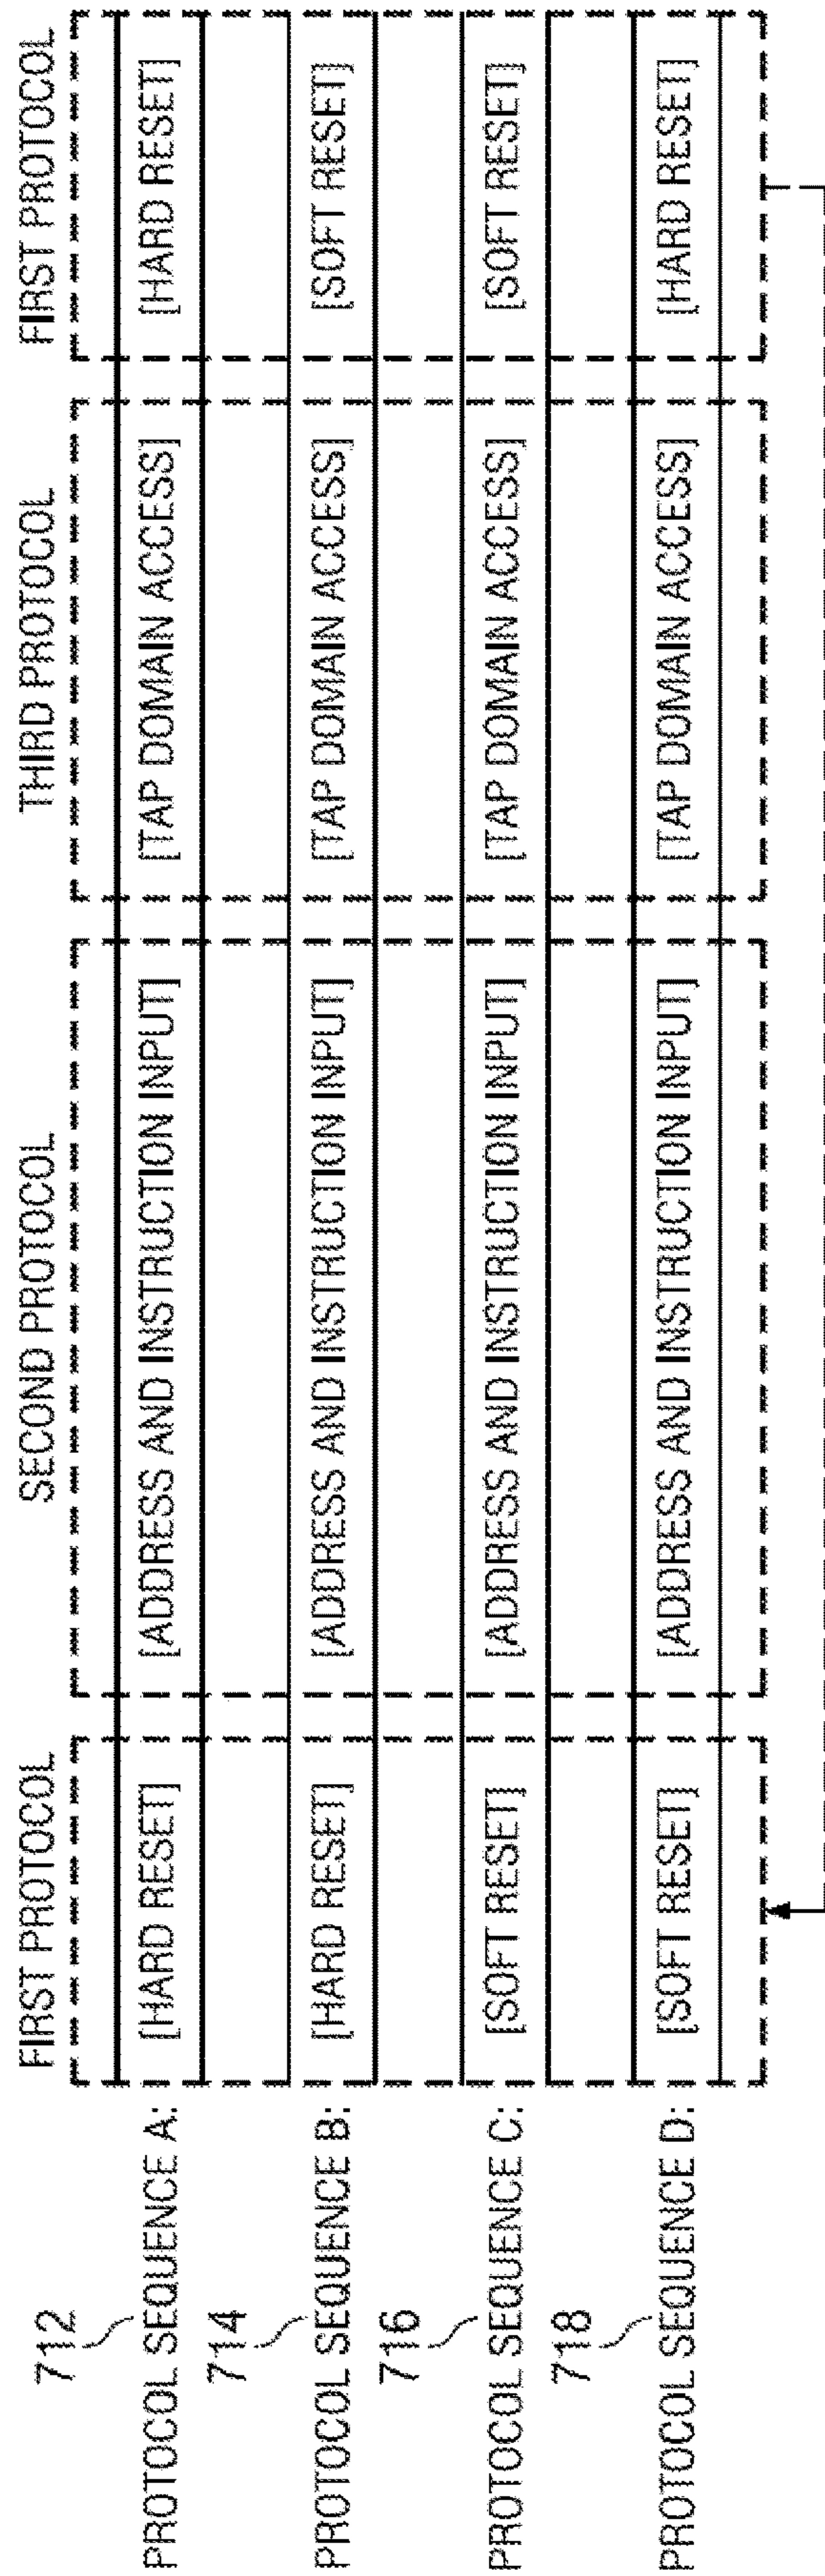 FIRST PROTOCOL SECOND PROTOCOL THIRD PROTOCOL FIRST PROTOCOL
712
PROTOCOL SEQUENCE A: [HARD RESET] [ADDRESS AND INSTRUCTION INPUT] [TAP DOMAIN ACCESS] [HARD RESET]
714
PROTOCOL SEQUENCE B: [HARD RESET] [ADDRESS AND INSTRUCTION INPUT] [TAP DOMAIN ACCESS] [SOFT RESET]
716
PROTOCOL SEQUENCE C: [SOFT RESET] [ADDRESS AND INSTRUCTION INPUT] [TAP DOMAIN ACCESS] [SOFT RESET]
718
PROTOCOL SEQUENCE D: [SOFT RESET] [ADDRESS AND INSTRUCTION INPUT] [TAP DOMAIN ACCESS] [HARD RESET]